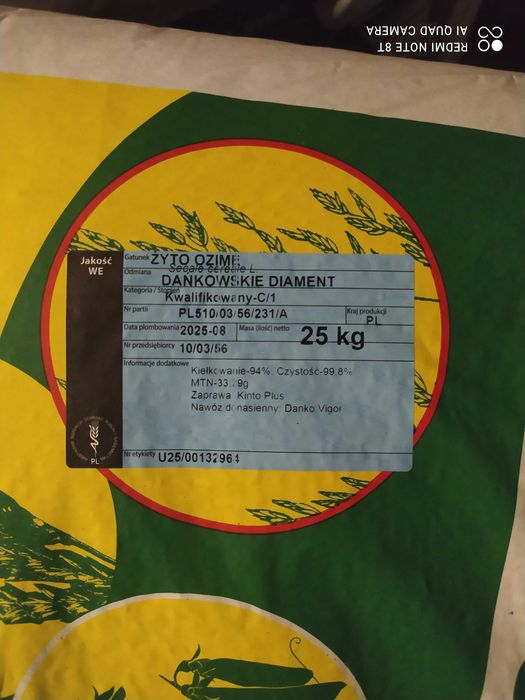 REDMI NOTE 8T
AI QUAD CAMERA
Jakość
WE
Gatunek ŻYTO OZIME
Secale cereale L.
Odmiana DAŃKOWSKIE DIAMENT
Kategoria / Stopień
Kwalifikowany-C/1
Nr partii PL510/03/56/231/A
Kraj produkcji
PL
Data plombowania 2025-08 Masa (ilość) netto 25 kg
Nr przedsiębiorcy 10/03/56
Informacje dodatkowe
Kiełkowanie-94%, Czystość-99.8%
Zaprawa Kinto Plus
Nawóz donasienny: Danko Vigor
Nr etykiety U25/00132964
PL